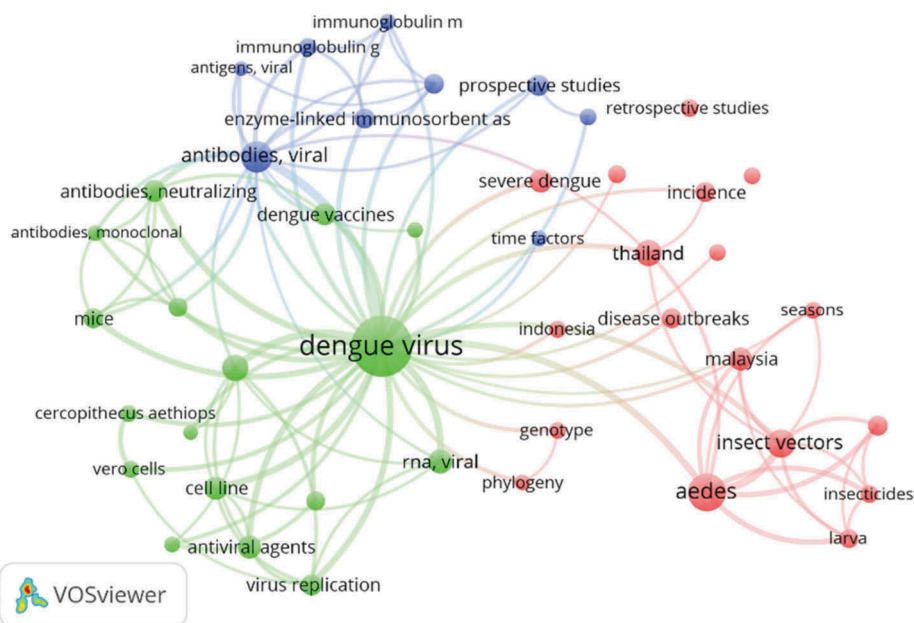 immunoglobulin m
immunoglobulin g
antigens, viral
prospective studies
retrospective studies
enzyme-linked immunosorbent as
antibodies, viral
severe dengue
antibodies, neutralizing
incidence
dengue vaccines
antibodies, monoclonal
time factors
thailand
seasons
mice
disease outbreaks
indonesia
dengue virus
malaysia
cercopithecus aethiops
genotype
insect vectors
rna, viral
vero cells
phylogeny
cell line
aedes
insecticides
larva
antiviral agents
virus replication
VOSviewer